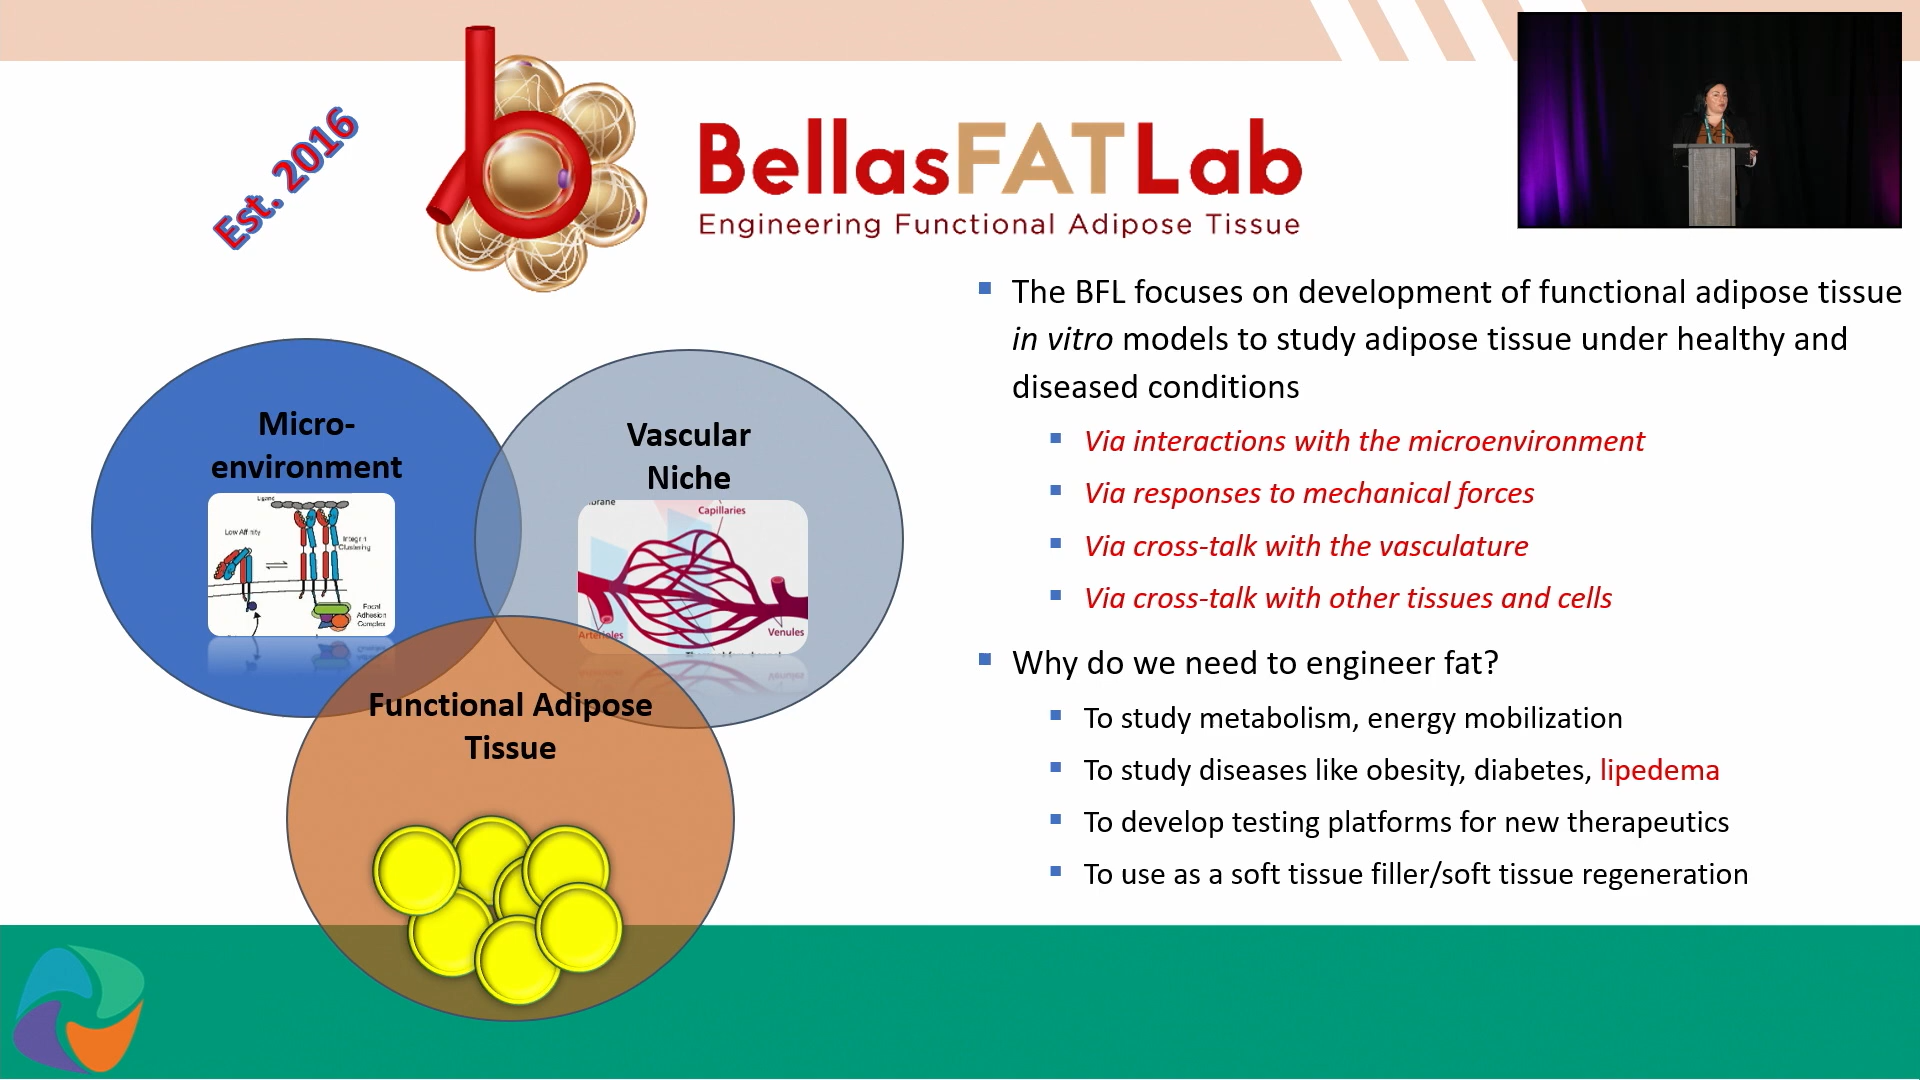 Est. 2016
BellasFATLab
Engineering Functional Adipose Tissue
Micro-
environment
Ligand
Low Affinity
Integrin
Clustering
Focal
Adhesion
Complex
Vascular
Niche
brane
Capillaries
Arterioles
Venules
Functional Adipose
Tissue
The BFL focuses on development of functional adipose tissue
in vitro models to study adipose tissue under healthy and
diseased conditions
Via interactions with the microenvironment
Via responses to mechanical forces
Via cross-talk with the vasculature
Via cross-talk with other tissues and cells
Why do we need to engineer fat?
To study metabolism, energy mobilization
To study diseases like obesity, diabetes, lipedema
To develop testing platforms for new therapeutics
To use as a soft tissue filler/soft tissue regeneration